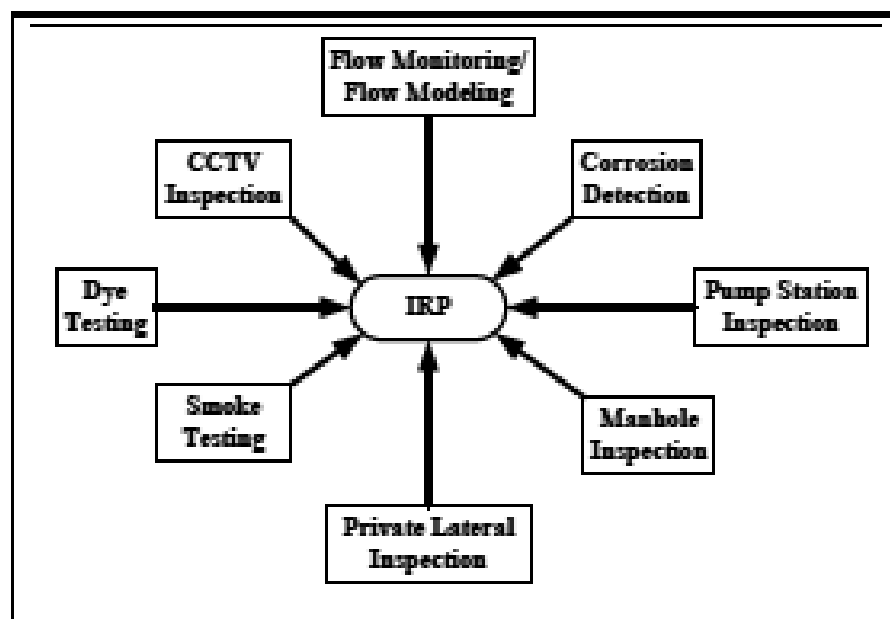 Flow Monitoring/
Flow Modeling
CCTV
Inspection
Corrosion
Detection
Dye
Testing
IRP
Pump Station
Inspection
Smoke
Testing
Manhole
Inspection
Private Lateral
Inspection